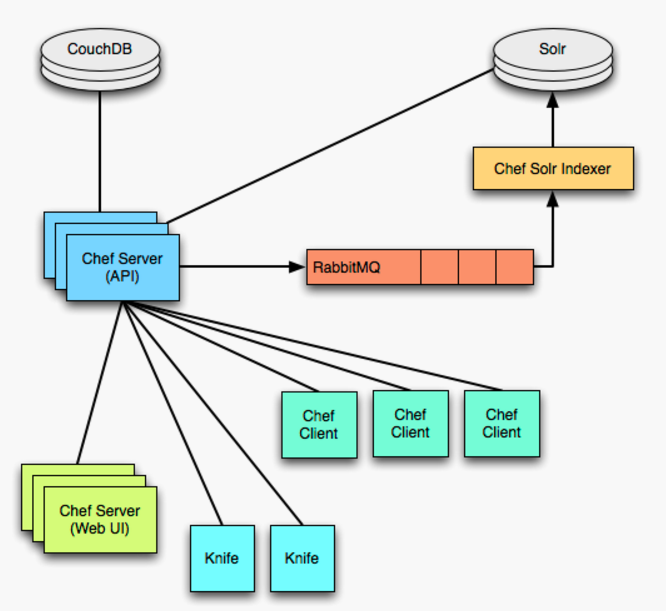 CouchDB
Solr
Chef Solr Indexer
Chef Server
(API)
RabbitMQ
Chef
Client
Chef
Client
Chef
Client
Chef Server
(Web UI)
Knife
Knife